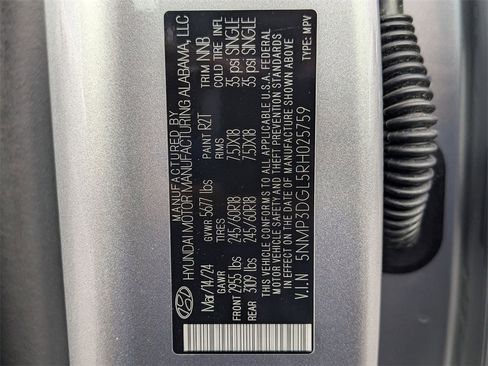 MANUFACTURED BY
HYUNDAI MOTOR MANUFACTURING ALABAMA, LLC
Mar/14/24 GVWR 5677 lbs PAINT R2T TRIM NNB
GAWR TIRES RIMS COLD TIRE INFL
FRONT 2955 lbs 245/60R18 7.5JX18 35 psi SINGLE
REAR 3109 lbs 245/60R18 7.5JX18 35 psi SINGLE
THIS VEHICLE CONFORMS TO ALL APPLICABLE U.S.A. FEDERAL
MOTOR VEHICLE SAFETY AND THEFT PREVENTION STANDARDS
IN EFFECT ON THE DATE OF MANUFACTURE SHOWN ABOVE
V.I.N 5NMP3DGL5RH025759 TYPE: MPV